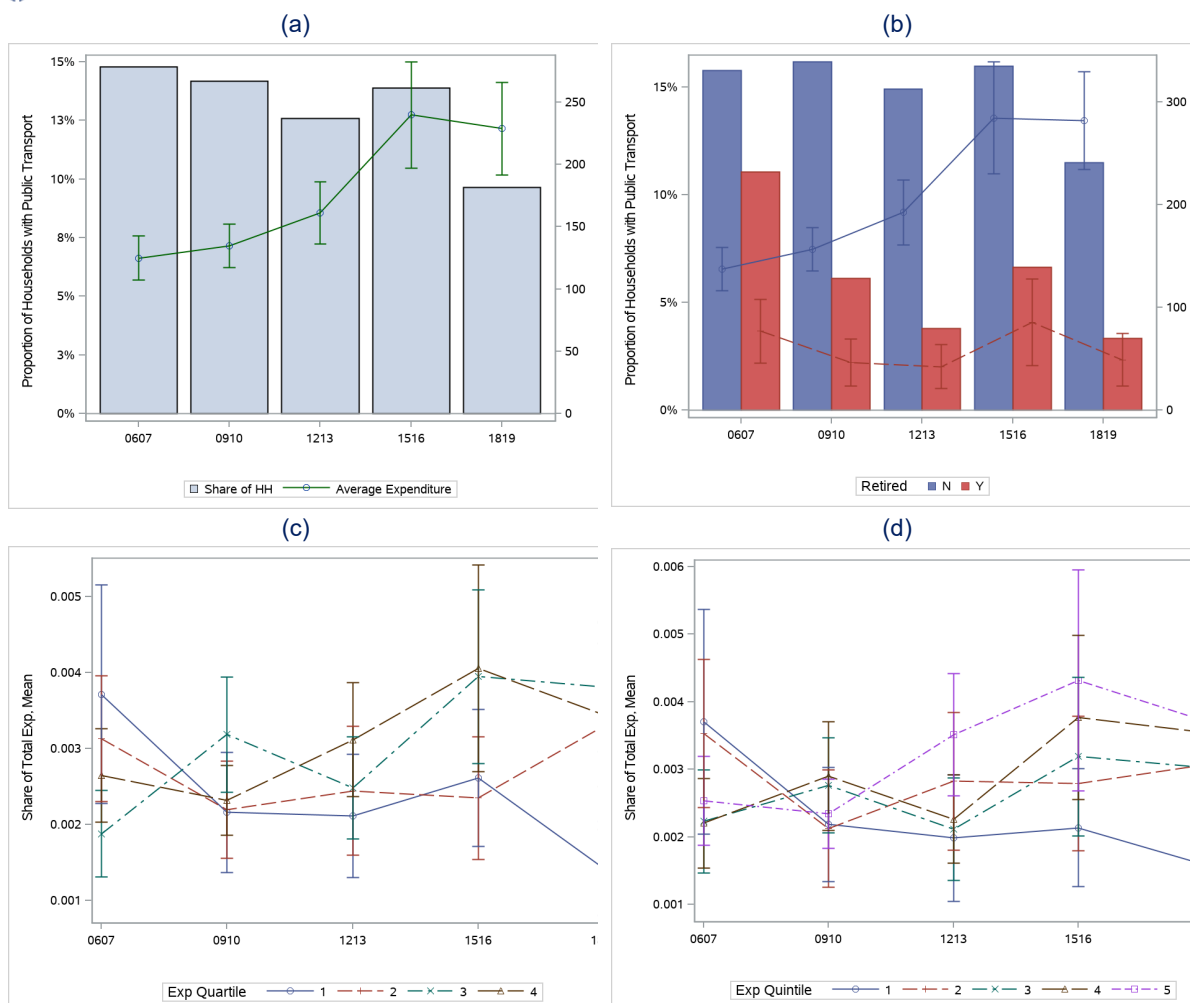 (a)
15%
13%
10%
8%
5%
3%
0%
Proportion of Households with Public Transport
250
200
150
100
50
0
0607 0910 1213 1516 1819
Share of HH Average Expenditure
(b)
15%
10%
5%
0%
Proportion of Households with Public Transport
300
200
100
0
0607 0910 1213 1516 1819
Retired N Y
(c)
0.005
0.004
0.003
0.002
0.001
Share of Total Exp. Mean
0607 0910 1213 1516 1
Exp Quartile 1 2 3 4
(d)
0.006
0.005
0.004
0.003
0.002
0.001
Share of Total Exp. Mean
0607 0910 1213 1516
Exp Quintile 1 2 3 4 5